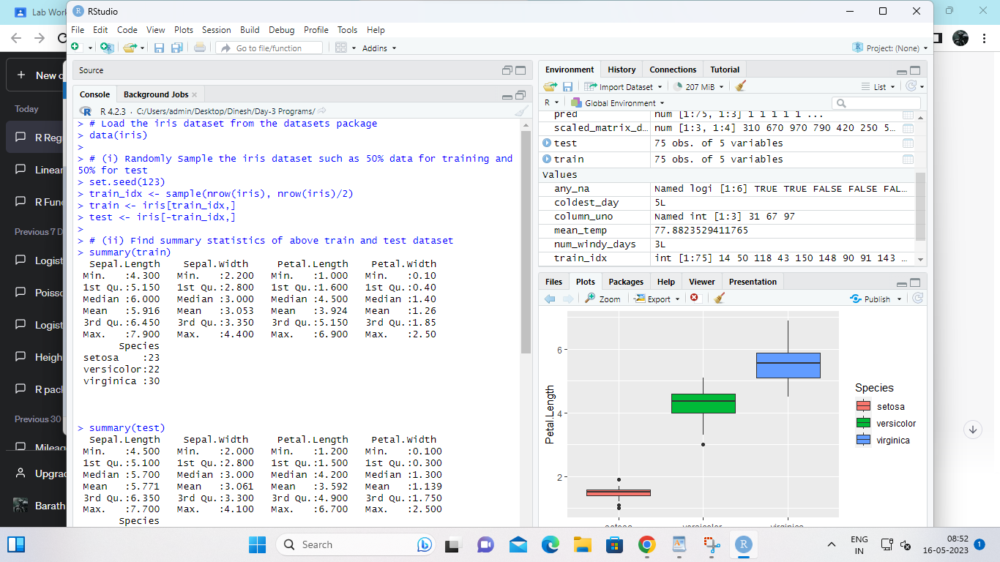 Lab Work
RStudio
File Edit Code View Plots Session Build Debug Profile Tools Help
Go to file/function Addins Project: (None)
Source
Console Background Jobs
R 4.2.3 · C:/Users/admin/Desktop/Dinesh/Day-3 Programs/
> # Load the iris dataset from the datasets package
> data(iris)
>
> # (i) Randomly Sample the iris dataset such as 50% data for training and
50% for test
> set.seed(123)
> train_idx <- sample(nrow(iris), nrow(iris)/2)
> train <- iris[train_idx,]
> test <- iris[-train_idx,]
>
> # (ii) Find summary statistics of above train and test dataset
> summary(train)
Sepal.Length Sepal.Width Petal.Length Petal.Width
Min. :4.300 Min. :2.200 Min. :1.000 Min. :0.10
1st Qu.:5.150 1st Qu.:2.800 1st Qu.:1.600 1st Qu.:0.40
Median :6.000 Median :3.000 Median :4.500 Median :1.40
Mean :5.916 Mean :3.053 Mean :3.924 Mean :1.26
3rd Qu.:6.450 3rd Qu.:3.350 3rd Qu.:5.150 3rd Qu.:1.85
Max. :7.900 Max. :4.400 Max. :6.900 Max. :2.50
Species
setosa :23
versicolor:22
virginica :30
> summary(test)
Sepal.Length Sepal.Width Petal.Length Petal.Width
Min. :4.500 Min. :2.000 Min. :1.200 Min. :0.100
1st Qu.:5.100 1st Qu.:2.800 1st Qu.:1.500 1st Qu.:0.300
Median :5.700 Median :3.000 Median :4.200 Median :1.300
Mean :5.771 Mean :3.061 Mean :3.592 Mean :1.139
3rd Qu.:6.350 3rd Qu.:3.300 3rd Qu.:4.900 3rd Qu.:1.750
Max. :7.700 Max. :4.100 Max. :6.700 Max. :2.500
Species
Environment History Connections Tutorial
Import Dataset 207 MiB List
R Global Environment
pred num [1:75, 1:3] 1 1 1 1 1 ...
scaled_matrix_d… num [1:3, 1:4] 310 670 970 790 420 250 5…
test 75 obs. of 5 variables
train 75 obs. of 5 variables
Values
any_na Named logi [1:6] TRUE TRUE FALSE FALSE FAL…
coldest_day 5L
column_uno Named int [1:3] 31 67 97
mean_temp 77.8823529411765
num_windy_days 3L
train_idx int [1:75] 14 50 118 43 150 148 90 91 143 …
Files Plots Packages Help Viewer Presentation
Zoom Export Publish
Petal.Length
6
4
2
setosa versicolor virginica
Species
setosa
versicolor
virginica
New c
Today
R Regr
Linear
R Func
Previous 7 D
Logist
Poisso
Logist
Heigh
R pacl
Previous 30
Mileag
Upgra
Barath
Search
ENG
IN
08:52
16-05-2023
1